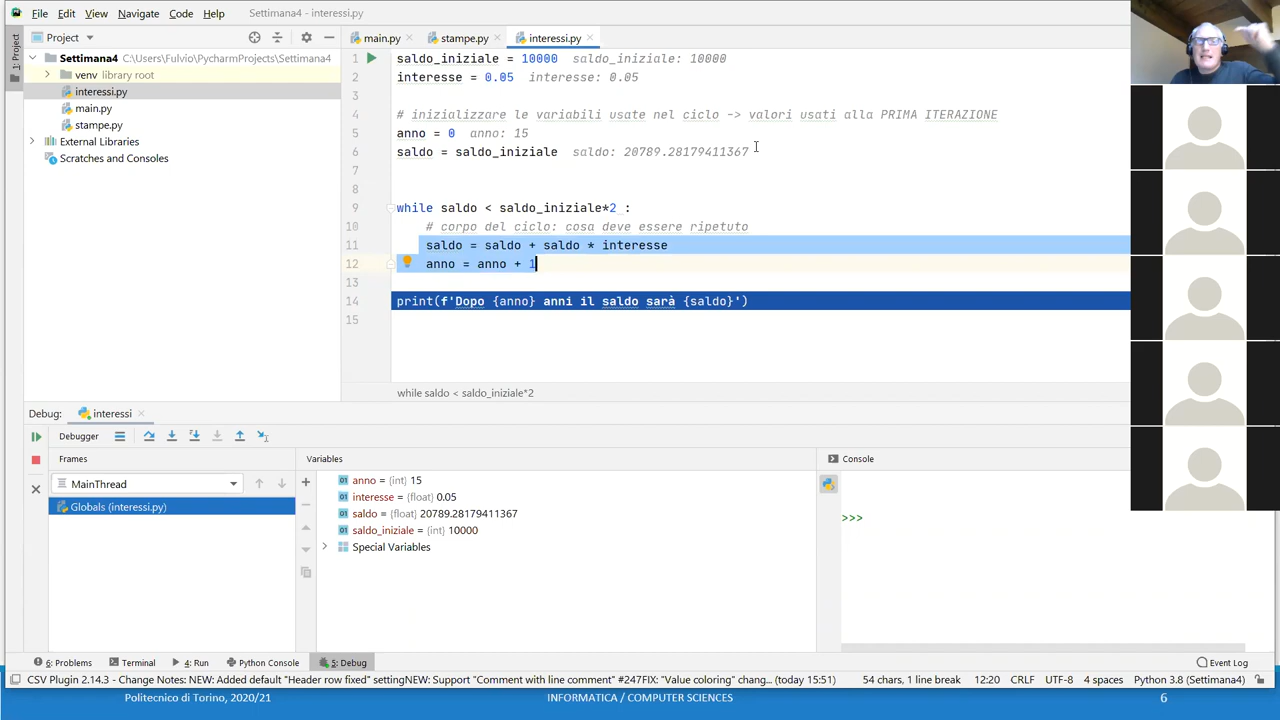 File Edit View Navigate Code Help Settimana4 - interessi.py
1: Project
Project
main.py stampe.py interessi.py
Settimana4 C:\Users\Fulvio\PycharmProjects\Settimana4
venv library root
interessi.py
main.py
stampe.py
External Libraries
Scratches and Consoles
1 saldo_iniziale = 10000 saldo_iniziale: 10000
2 interesse = 0.05 interesse: 0.05
3
4 # inizializzare le variabili usate nel ciclo -> valori usati alla PRIMA ITERAZIONE
5 anno = 0 anno: 15
6 saldo = saldo_iniziale saldo: 20789.28179411367
7
8
9 while saldo < saldo_iniziale*2 :
10 # corpo del ciclo: cosa deve essere ripetuto
11 saldo = saldo + saldo * interesse
12 anno = anno + 1
13
14 print(f'Dopo {anno} anni il saldo sarà {saldo}')
15
while saldo < saldo_iniziale*2
Debug: interessi
Debugger
Frames
MainThread
Globals (interessi.py)
Variables
anno = {int} 15
interesse = {float} 0.05
saldo = {float} 20789.28179411367
saldo_iniziale = {int} 10000
Special Variables
Console
>>>
6: Problems Terminal 4: Run Python Console 5: Debug Event Log
CSV Plugin 2.14.3 - Change Notes: NEW: Added default "Header row fixed" settingNEW: Support "Comment with line comment" #247FIX: "Value coloring" chang... (today 15:51) 54 chars, 1 line break 12:20 CRLF UTF-8 4 spaces Python 3.8 (Settimana4)
Politecnico di Torino, 2020/21 INFORMATICA / COMPUTER SCIENCES 6